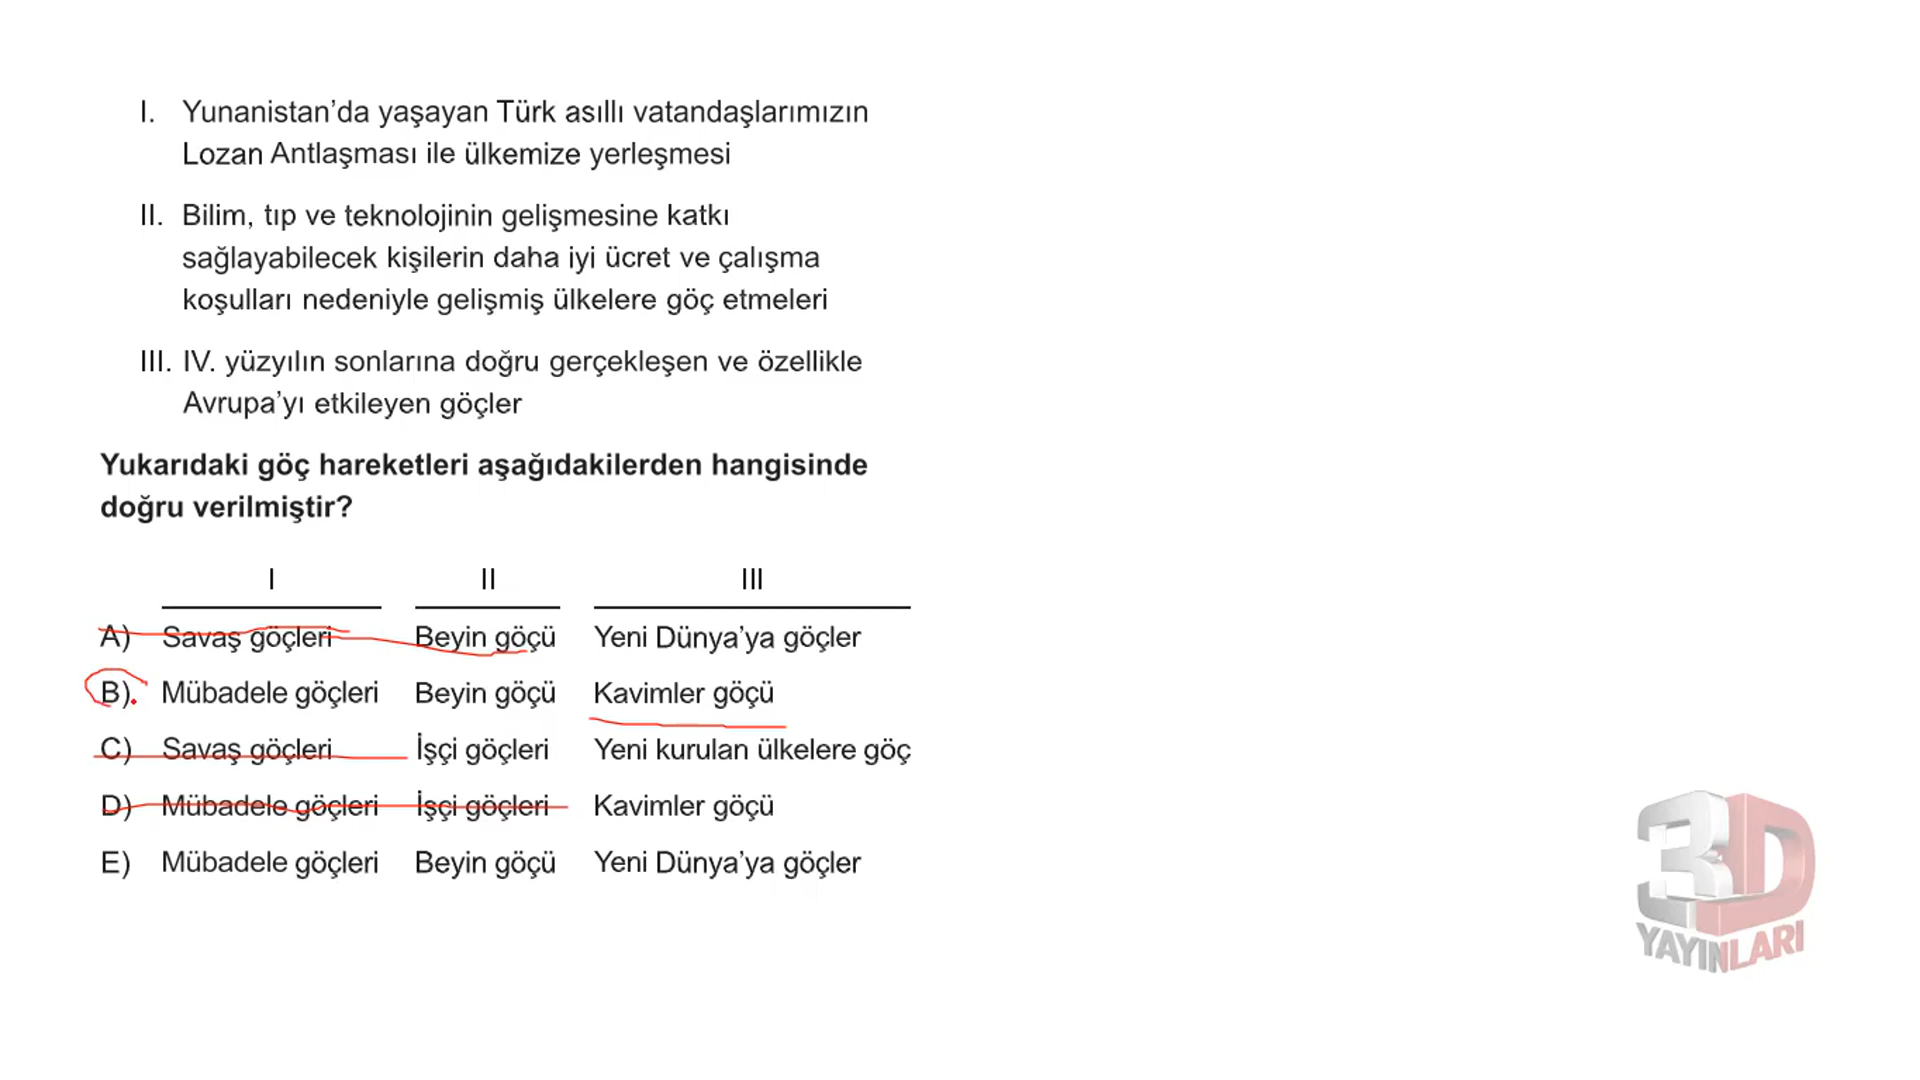 I. Yunanistan’da yaşayan Türk asıllı vatandaşlarımızın
Lozan Antlaşması ile ülkemize yerleşmesi
II. Bilim, tıp ve teknolojinin gelişmesine katkı
sağlayabilecek kişilerin daha iyi ücret ve çalışma
koşulları nedeniyle gelişmiş ülkelere göç etmeleri
III. IV. yüzyılın sonlarına doğru gerçekleşen ve özellikle
Avrupa’yı etkileyen göçler
Yukarıdaki göç hareketleri aşağıdakilerden hangisinde
doğru verilmiştir?
I II III
A) Savaş göçleri Beyin göçü Yeni Dünya’ya göçler
B) Mübadele göçleri Beyin göçü Kavimler göçü
C) Savaş göçleri İşçi göçleri Yeni kurulan ülkelere göç
D) Mübadele göçleri İşçi göçleri Kavimler göçü
E) Mübadele göçleri Beyin göçü Yeni Dünya’ya göçler
3D
YAYINLARI